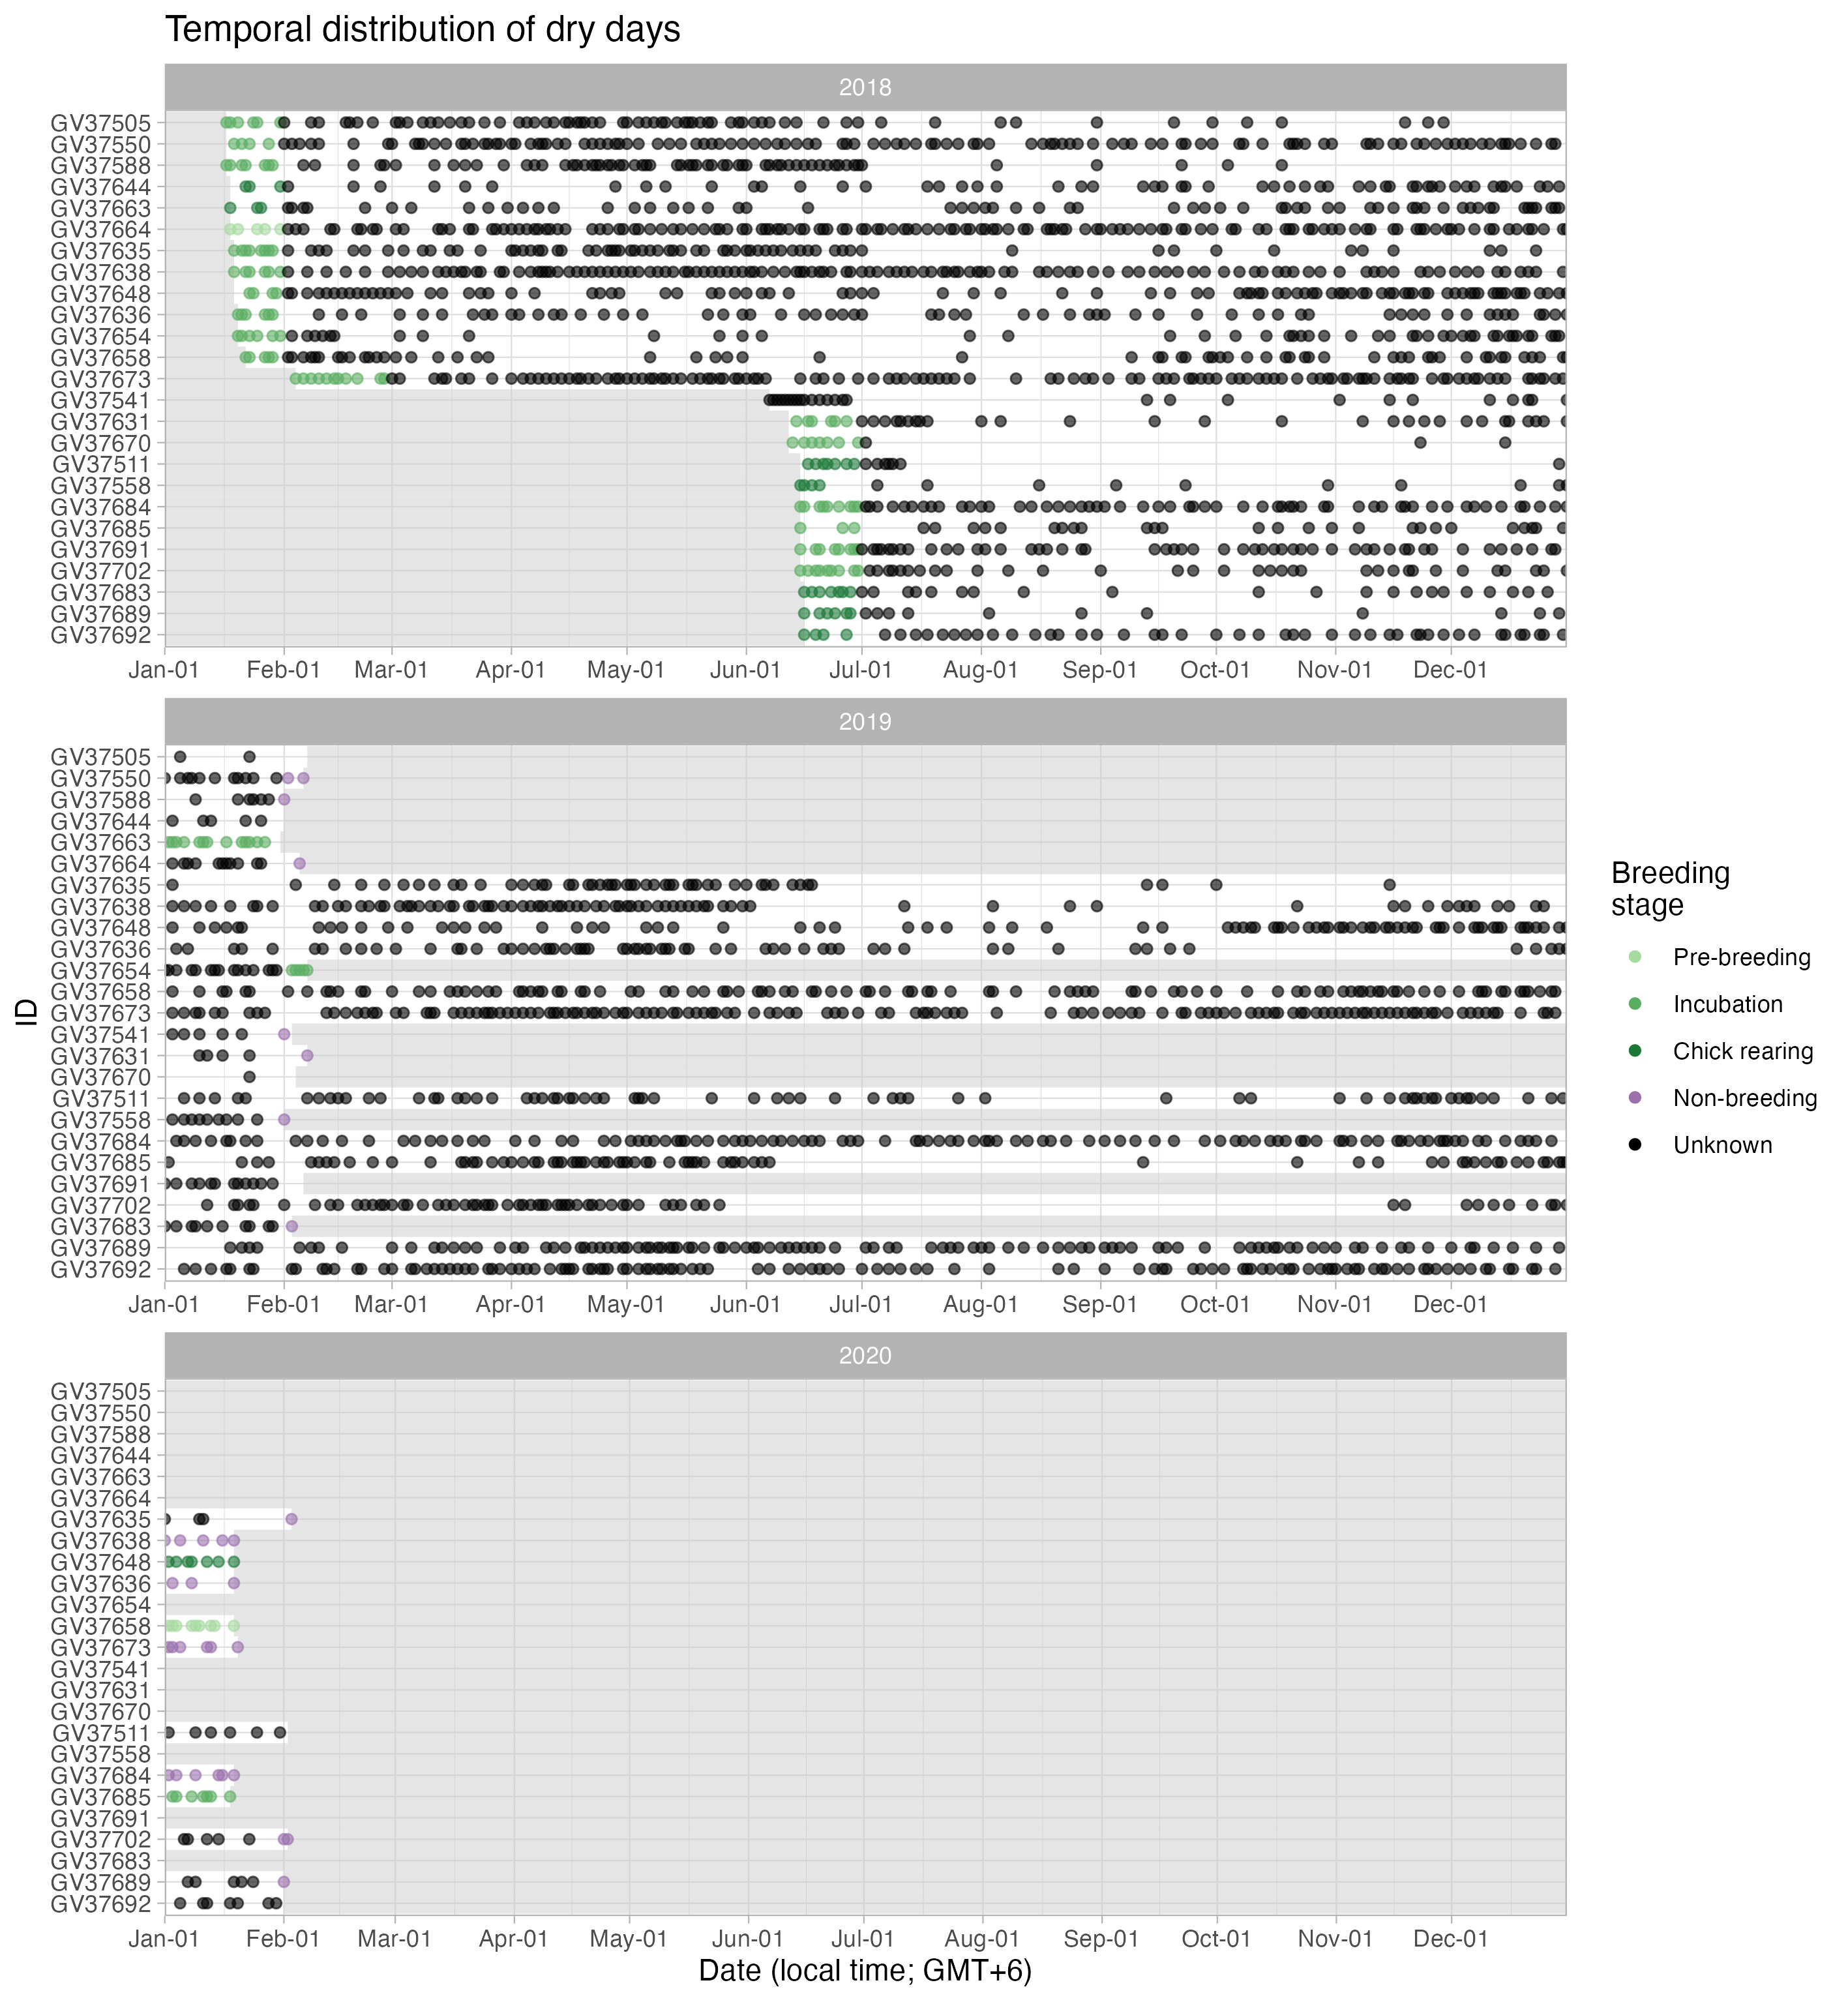 Temporal distribution of dry days
2018
GV37505
GV37550
GV37588
GV37644
GV37663
GV37664
GV37635
GV37638
GV37648
GV37636
GV37654
GV37658
GV37673
GV37541
GV37631
GV37670
GV37511
GV37558
GV37684
GV37685
GV37691
GV37702
GV37683
GV37689
GV37692
Jan-01 Feb-01 Mar-01 Apr-01 May-01 Jun-01 Jul-01 Aug-01 Sep-01 Oct-01 Nov-01 Dec-01
2019
GV37505
GV37550
GV37588
GV37644
GV37663
GV37664
GV37635
GV37638
GV37648
GV37636
GV37654
GV37658
GV37673
GV37541
GV37631
GV37670
GV37511
GV37558
GV37684
GV37685
GV37691
GV37702
GV37683
GV37689
GV37692
Jan-01 Feb-01 Mar-01 Apr-01 May-01 Jun-01 Jul-01 Aug-01 Sep-01 Oct-01 Nov-01 Dec-01
2020
GV37505
GV37550
GV37588
GV37644
GV37663
GV37664
GV37635
GV37638
GV37648
GV37636
GV37654
GV37658
GV37673
GV37541
GV37631
GV37670
GV37511
GV37558
GV37684
GV37685
GV37691
GV37702
GV37683
GV37689
GV37692
Jan-01 Feb-01 Mar-01 Apr-01 May-01 Jun-01 Jul-01 Aug-01 Sep-01 Oct-01 Nov-01 Dec-01
Date (local time; GMT+6)
ID
Breeding
stage
Pre-breeding
Incubation
Chick rearing
Non-breeding
Unknown